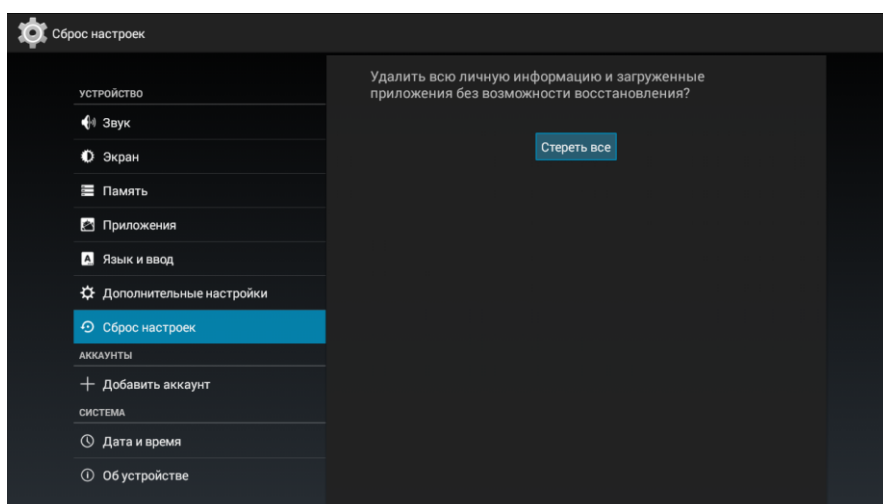 Сброс настроек
Удалить всю личную информацию и загруженные
приложения без возможности восстановления?
Стереть все
УСТРОЙСТВО
Звук
Экран
Память
Приложения
Язык и ввод
Дополнительные настройки
Сброс настроек
АККАУНТЫ
Добавить аккаунт
СИСТЕМА
Дата и время
Об устройстве